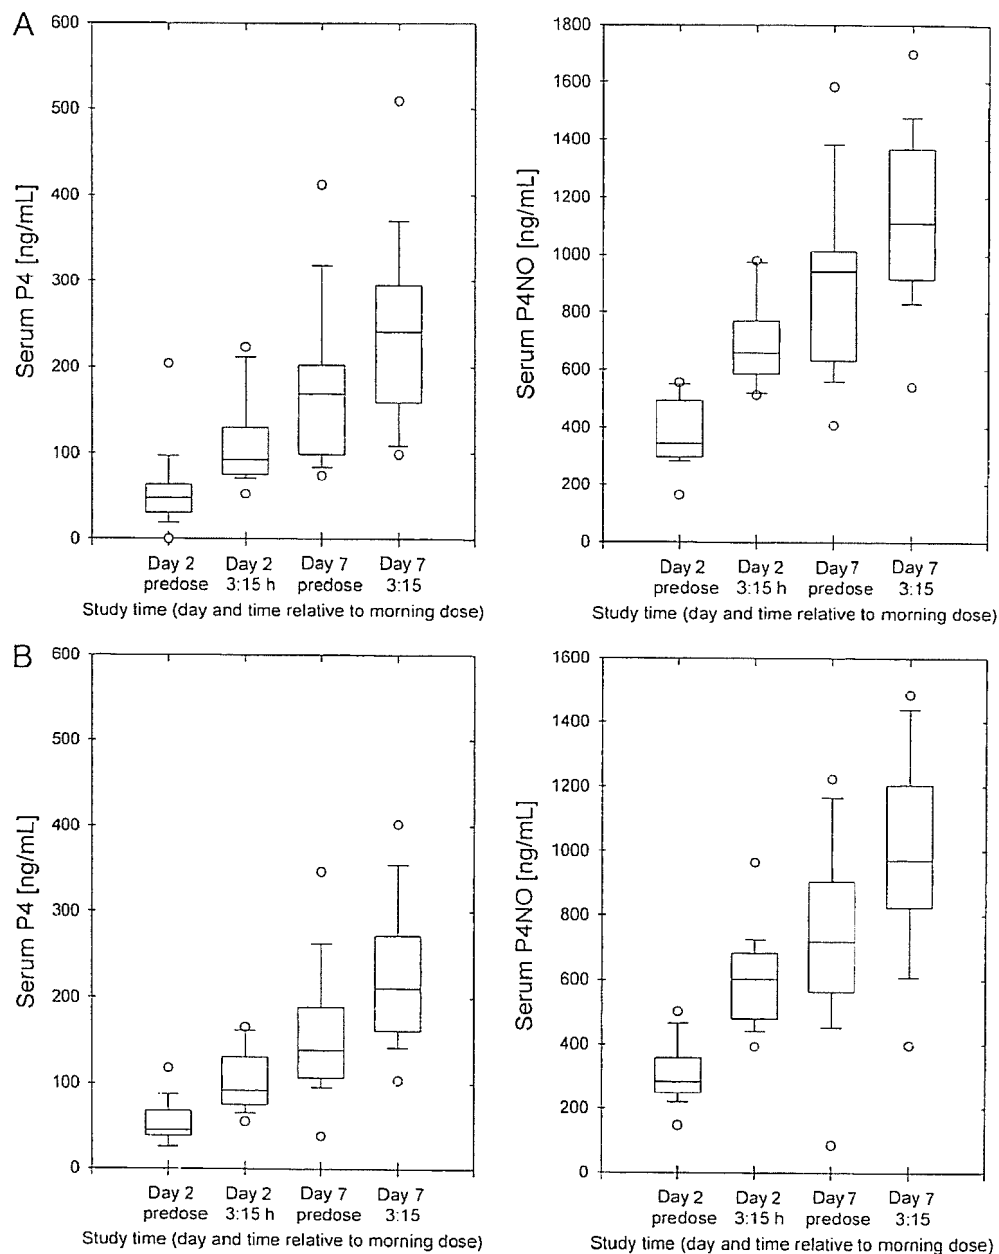 A
600
500
400
300
200
100
0
Serum P4 [ng/mL]
Day 2 Day 2 Day 7 Day 7
predose 3:15 h predose 3:15
Study time (day and time relative to morning dose)
1800
1600
1400
1200
1000
800
600
400
200
0
Serum P4NO [ng/mL]
Day 2 Day 2 Day 7 Day 7
predose 3:15 h predose 3:15
Study time (day and time relative to morning dose)
B
600
500
400
300
200
100
0
Serum P4 [ng/mL]
Day 2 Day 2 Day 7 Day 7
predose 3:15 h predose 3:15
Study time (day and time relative to morning dose)
1600
1400
1200
1000
800
600
400
200
0
Serum P4NO [ng/mL]
Day 2 Day 2 Day 7 Day 7
predose 3:15 h predose 3:15
Study time (day and time relative to morning dose)